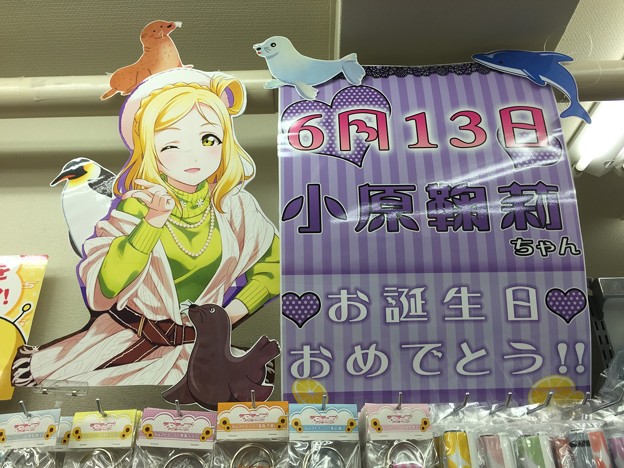 6月13日
小原鞠莉
ちゃん
お誕生日
おめでとう!!